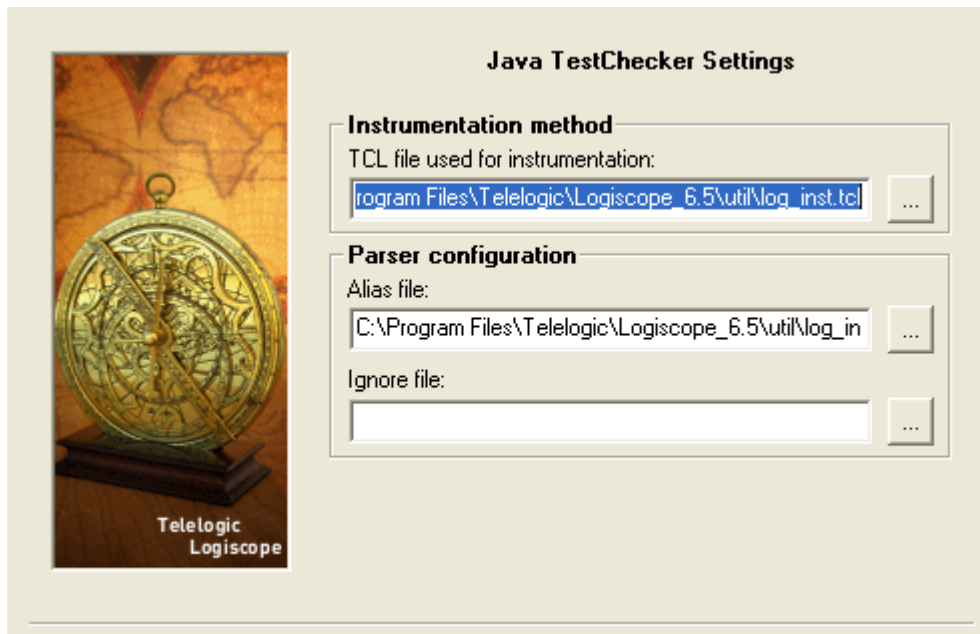 Java TestChecker Settings
Instrumentation method
TCL file used for instrumentation:
rogram Files\Telelogic\Logiscope_6.5\util\log_inst.tcl
...
Parser configuration
Alias file:
C:\Program Files\Telelogic\Logiscope_6.5\util\log_in
...
Ignore file:
...
Telelogic
Logiscope